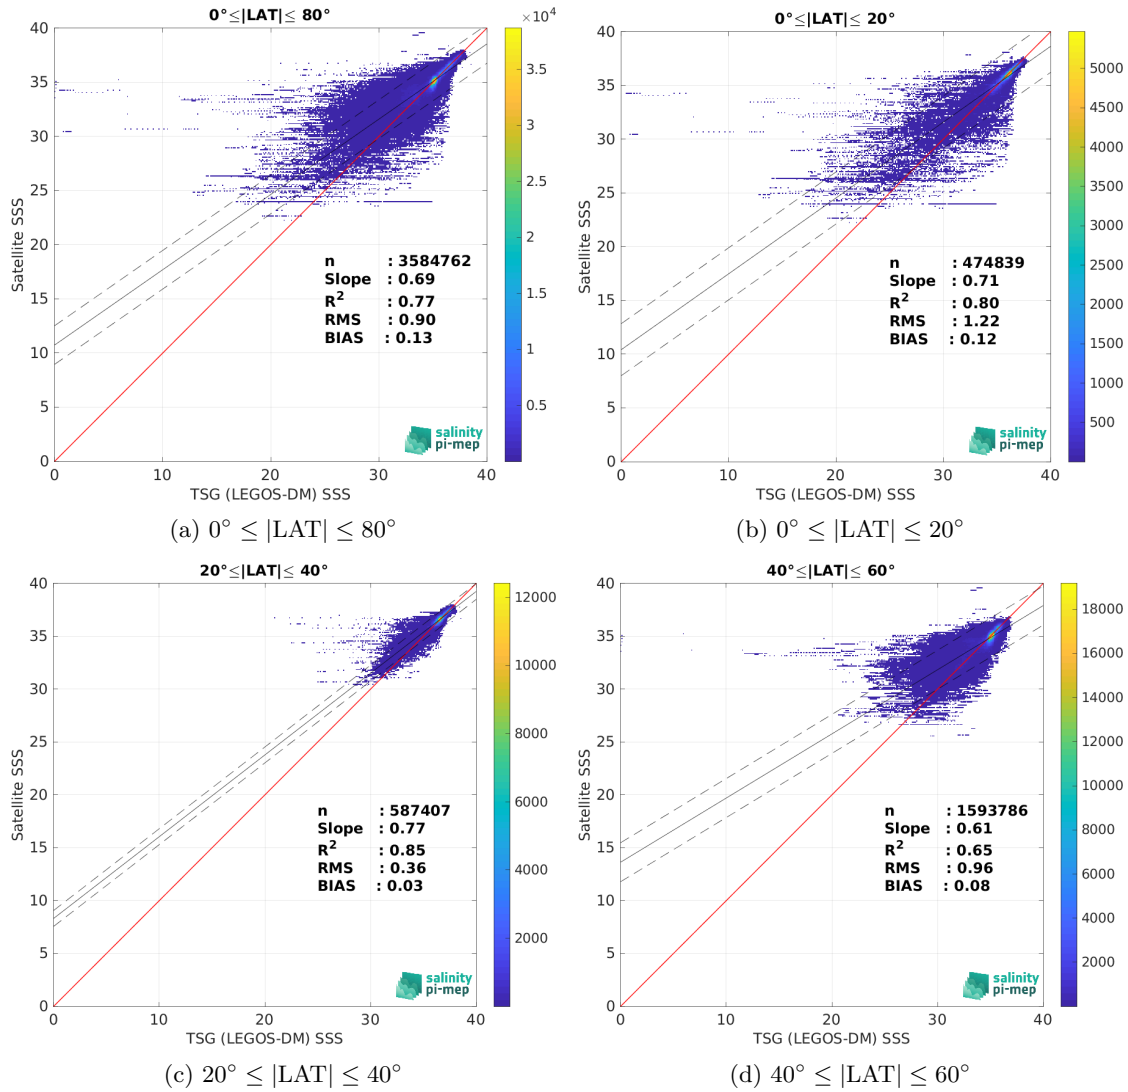 0°≤|LAT|≤ 80°
×10⁴
40
35
30
25
20
15
10
5
0
0 10 20 30 40
Satellite SSS
TSG (LEGOS-DM) SSS
n : 3584762
Slope : 0.69
R² : 0.77
RMS : 0.90
BIAS : 0.13
salinity
pi-mep
3.5
3
2.5
2
1.5
1
0.5
(a) 0° ≤ |LAT| ≤ 80°
0°≤|LAT|≤ 20°
40
35
30
25
20
15
10
5
0
0 10 20 30 40
Satellite SSS
TSG (LEGOS-DM) SSS
n : 474839
Slope : 0.71
R² : 0.80
RMS : 1.22
BIAS : 0.12
salinity
pi-mep
5000
4500
4000
3500
3000
2500
2000
1500
1000
500
(b) 0° ≤ |LAT| ≤ 20°
20°≤|LAT|≤ 40°
40
35
30
25
20
15
10
5
0
0 10 20 30 40
Satellite SSS
TSG (LEGOS-DM) SSS
n : 587407
Slope : 0.77
R² : 0.85
RMS : 0.36
BIAS : 0.03
salinity
pi-mep
12000
10000
8000
6000
4000
2000
(c) 20° ≤ |LAT| ≤ 40°
40°≤|LAT|≤ 60°
40
35
30
25
20
15
10
5
0
0 10 20 30 40
Satellite SSS
TSG (LEGOS-DM) SSS
n : 1593786
Slope : 0.61
R² : 0.65
RMS : 0.96
BIAS : 0.08
salinity
pi-mep
18000
16000
14000
12000
10000
8000
6000
4000
2000
(d) 40° ≤ |LAT| ≤ 60°